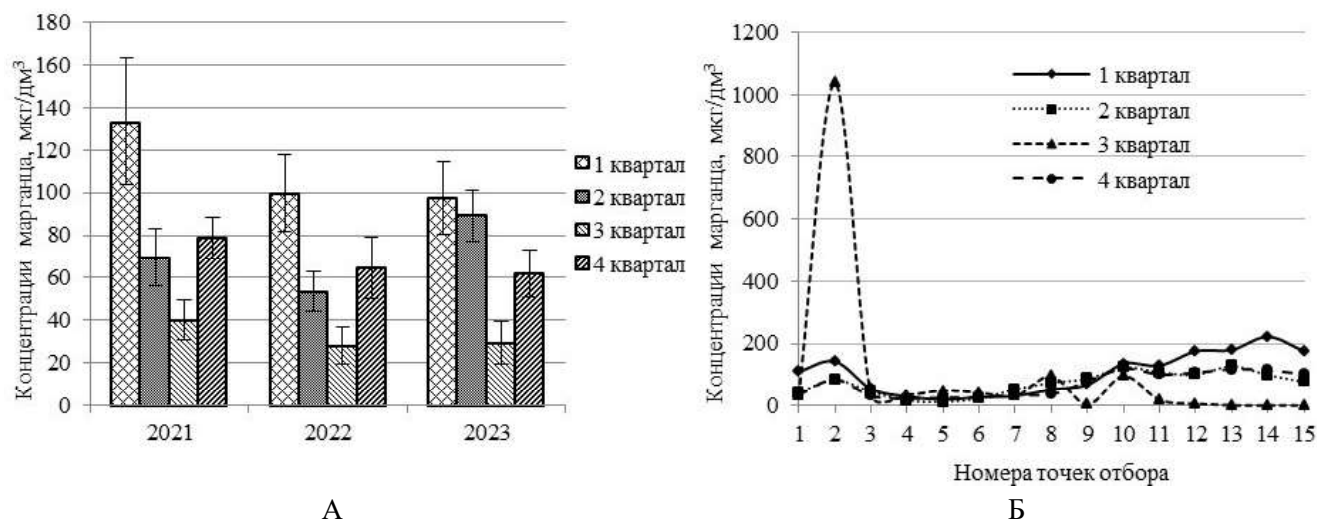 Концентрации марганца, мкг/дм³
180
160
140
120
100
80
60
40
20
0
2021
2022
2023
1 квартал
2 квартал
3 квартал
4 квартал
А
Концентрации марганца, мкг/дм³
1200
1000
800
600
400
200
0
1 2 3 4 5 6 7 8 9 10 11 12 13 14 15
Номера точек отбора
1 квартал
2 квартал
3 квартал
4 квартал
Б